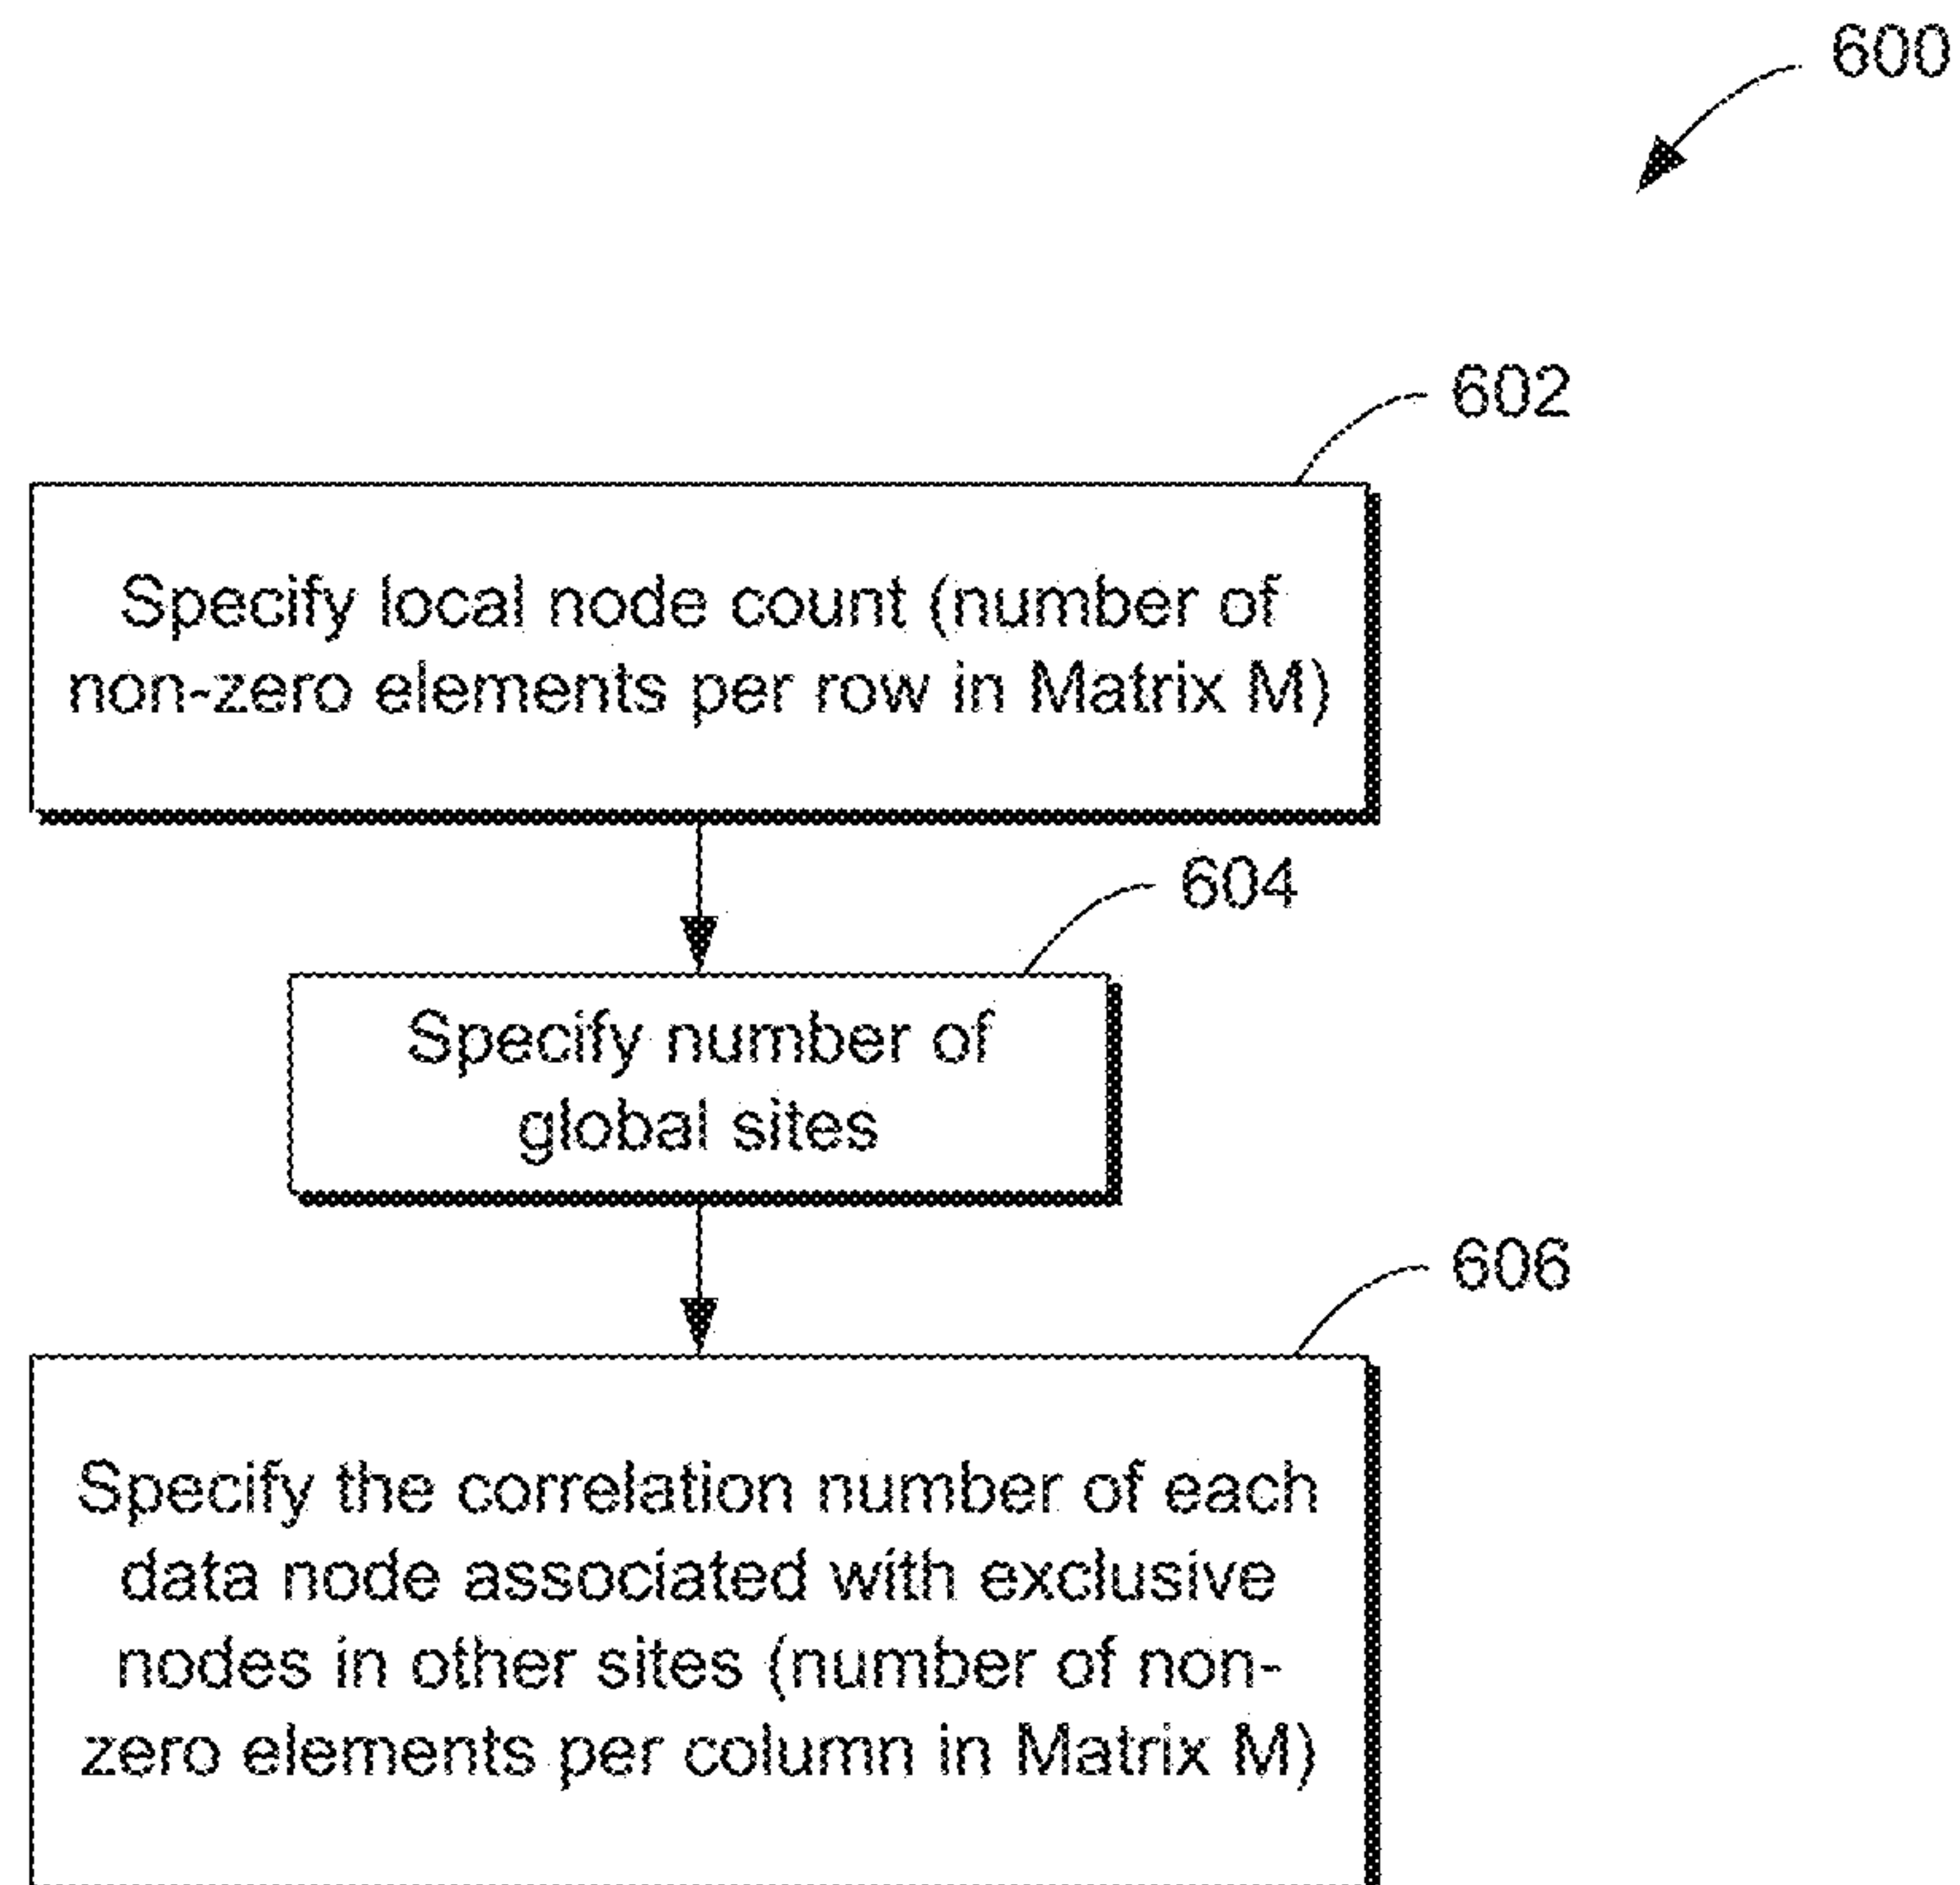 600
602
Specify local node count (number of
non-zero elements per row in Matrix M)
604
Specify number of
global sites
606
Specify the correlation number of each
data node associated with exclusive
nodes in other sites (number of non-
zero elements per column in Matrix M)